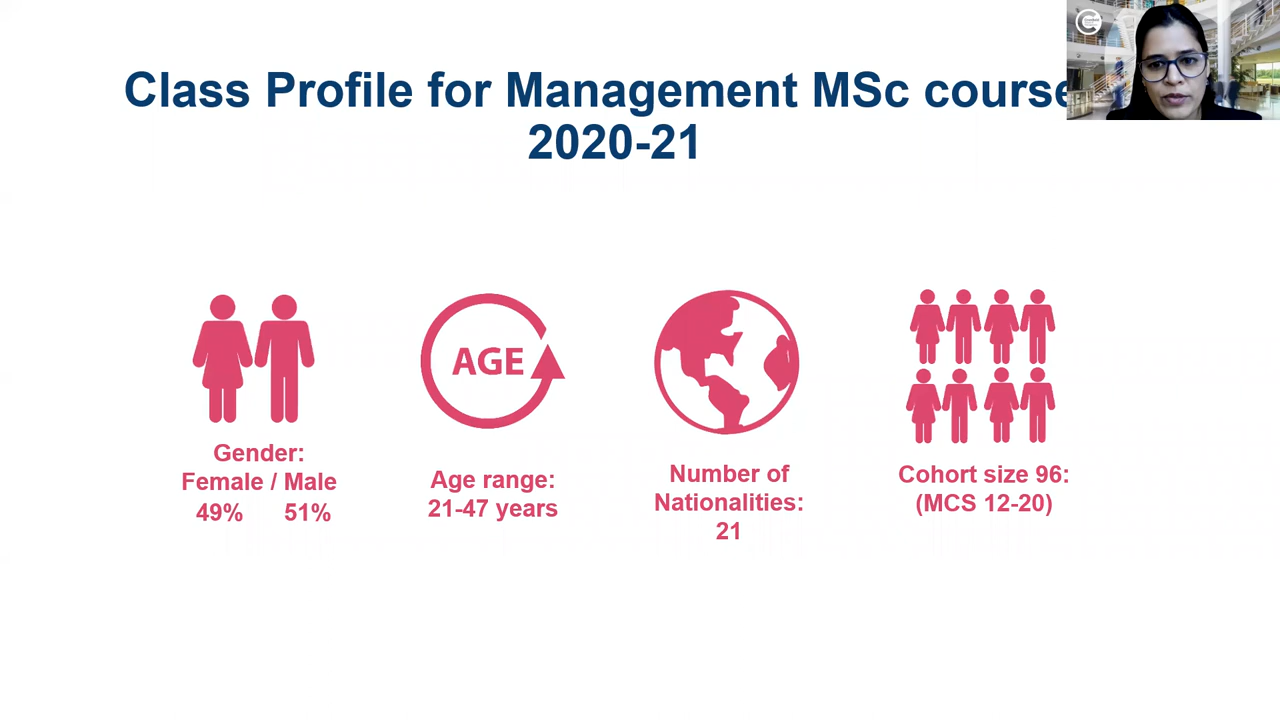 Class Profile for Management MSc course
2020-21
AGE
Gender:
Female / Male
49% 51%
Age range:
21-47 years
Number of
Nationalities:
21
Cohort size 96:
(MCS 12-20)